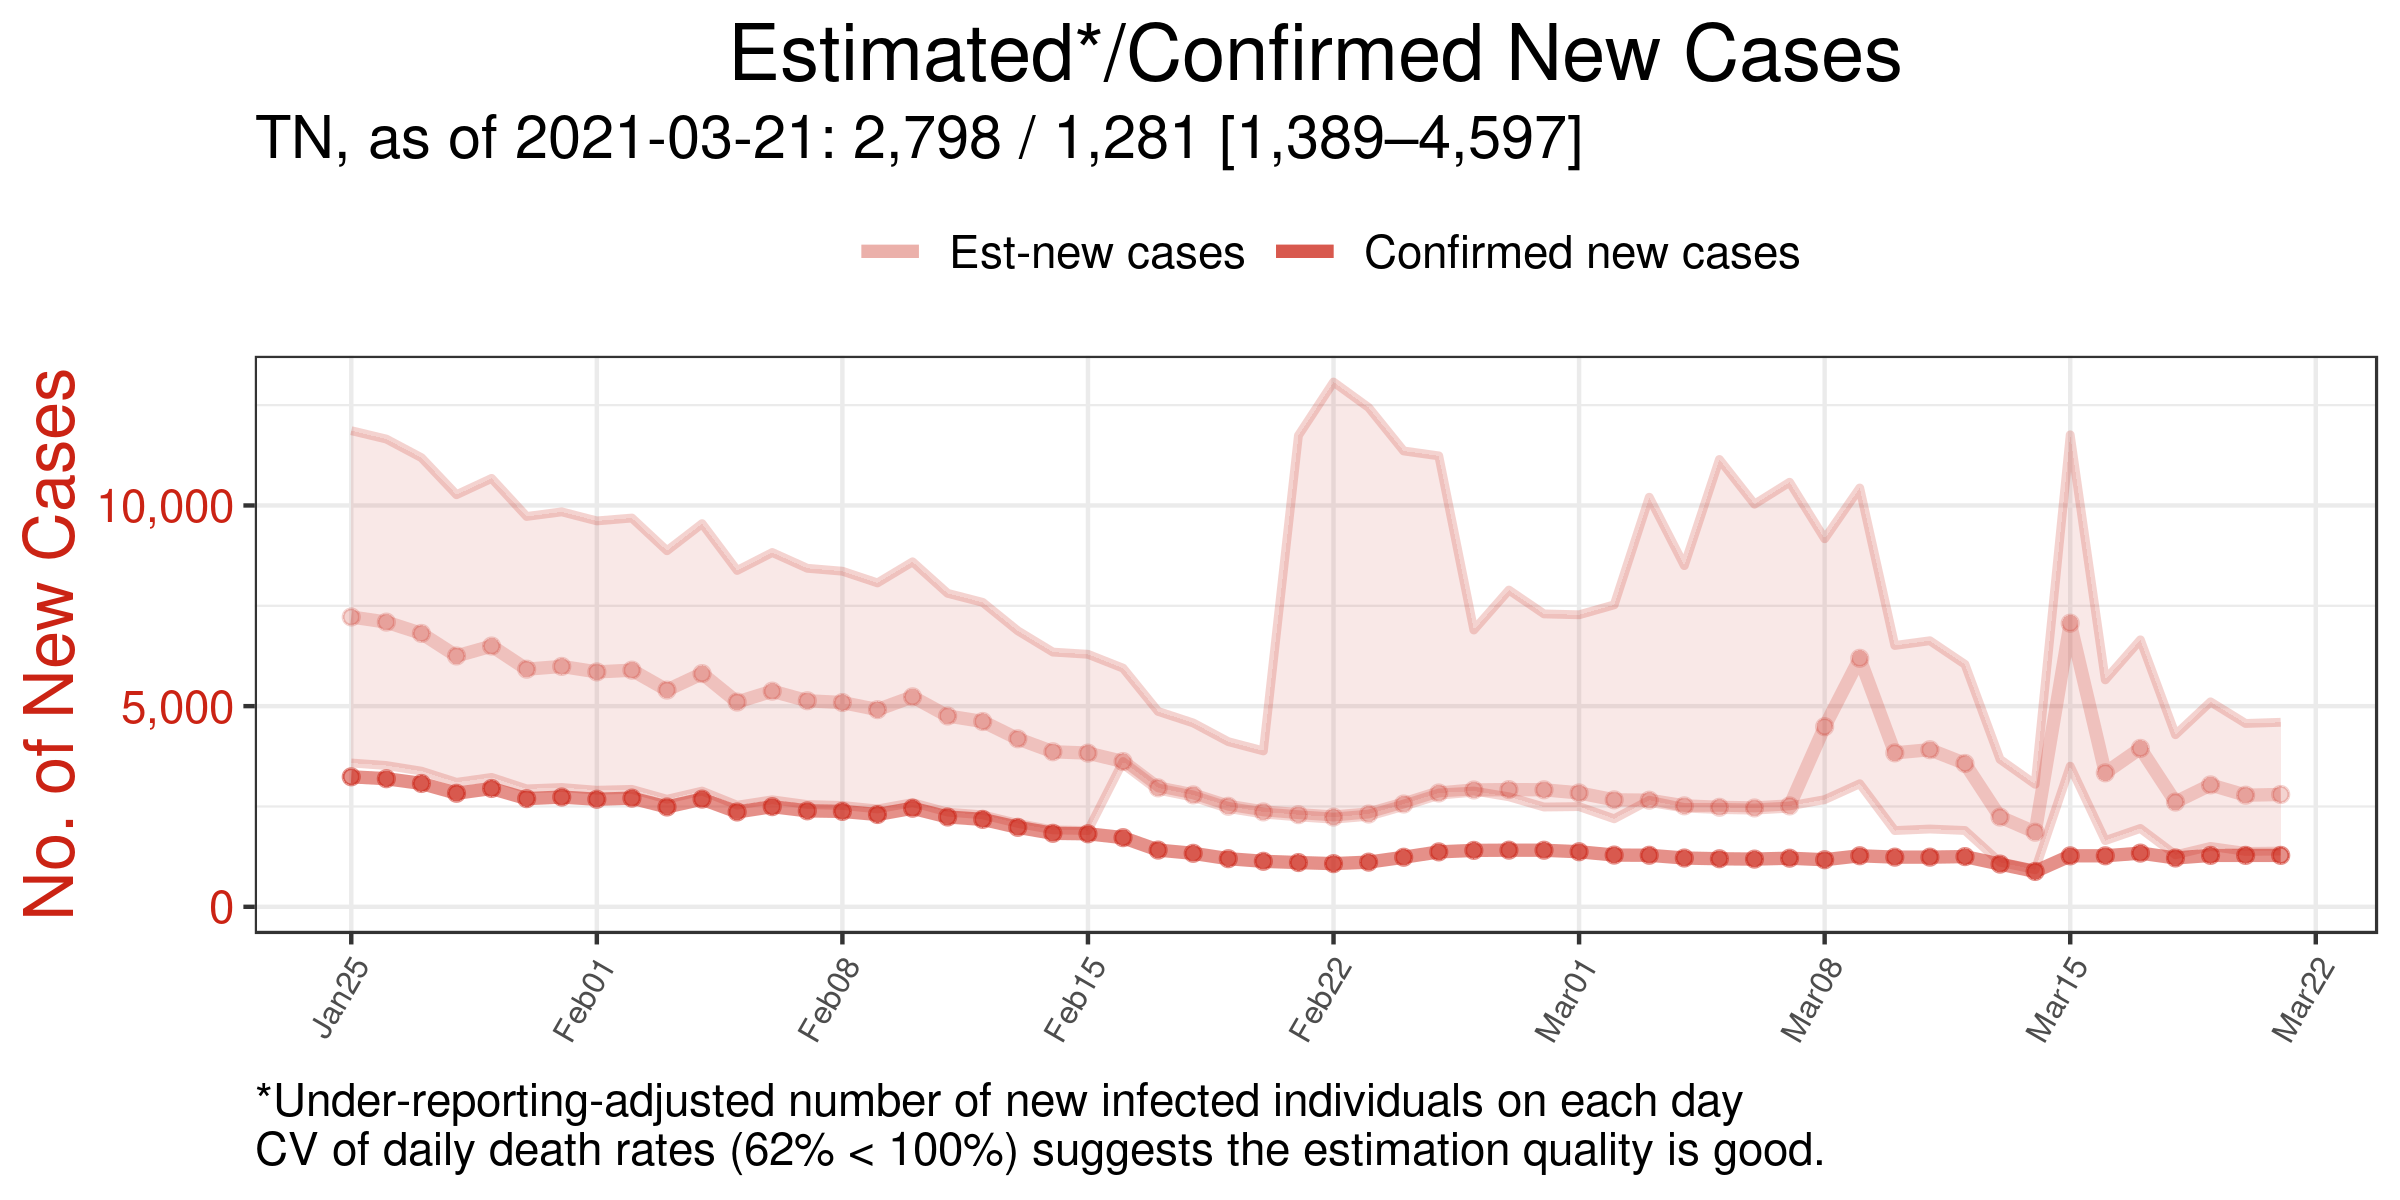 Estimated*/Confirmed New Cases
TN, as of 2021-03-21: 2,798 / 1,281 [1,389–4,597]
Est-new cases
Confirmed new cases
No. of New Cases
10,000
5,000
0
Jan25
Feb01
Feb08
Feb15
Feb22
Mar01
Mar08
Mar15
Mar22
*Under-reporting-adjusted number of new infected individuals on each day
CV of daily death rates (62% < 100%) suggests the estimation quality is good.